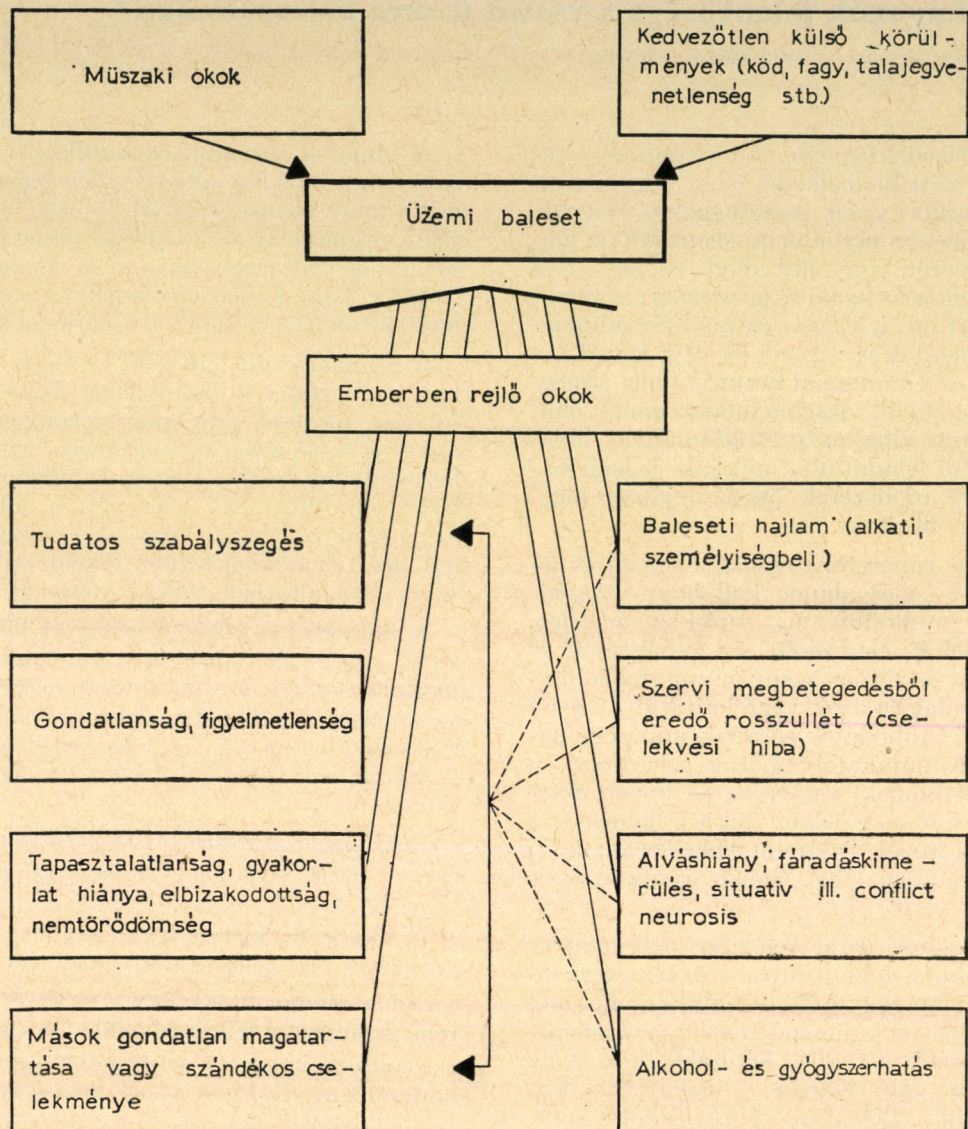 Műszaki okok
Kedvezőtlen külső körül-
mények (köd, fagy, talajegye-
netlenség stb.)
Üzemi baleset
Emberben rejlő okok
Tudatos szabályszegés
Baleseti hajlam (alkati,
személyiségbeli)
Gondatlanság, figyelmetlenség
Szervi megbetegedésből
eredő rosszullét (cse-
lekvési hiba)
Tapasztalatlanság, gyakor-
lat hiánya, elbizakodottság,
nemtörődömség
Alváshiány, fáradáskime-
rülés, situativ ill. conflict
neurosis
Mások gondatlan magatar-
tása vagy szándékos cse-
lekménye
Alkohol- és gyógyszerhatás